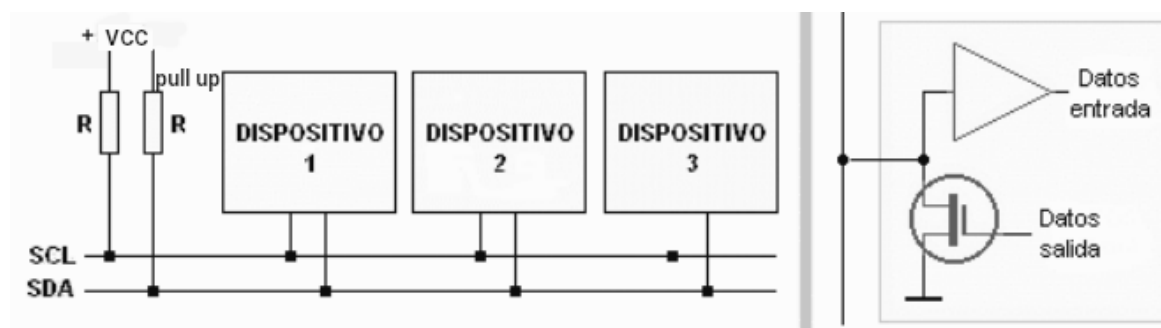 + VCC
pull up
R
R
DISPOSITIVO
1
DISPOSITIVO
2
DISPOSITIVO
3
SCL
SDA
Datos
entrada
Datos
salida